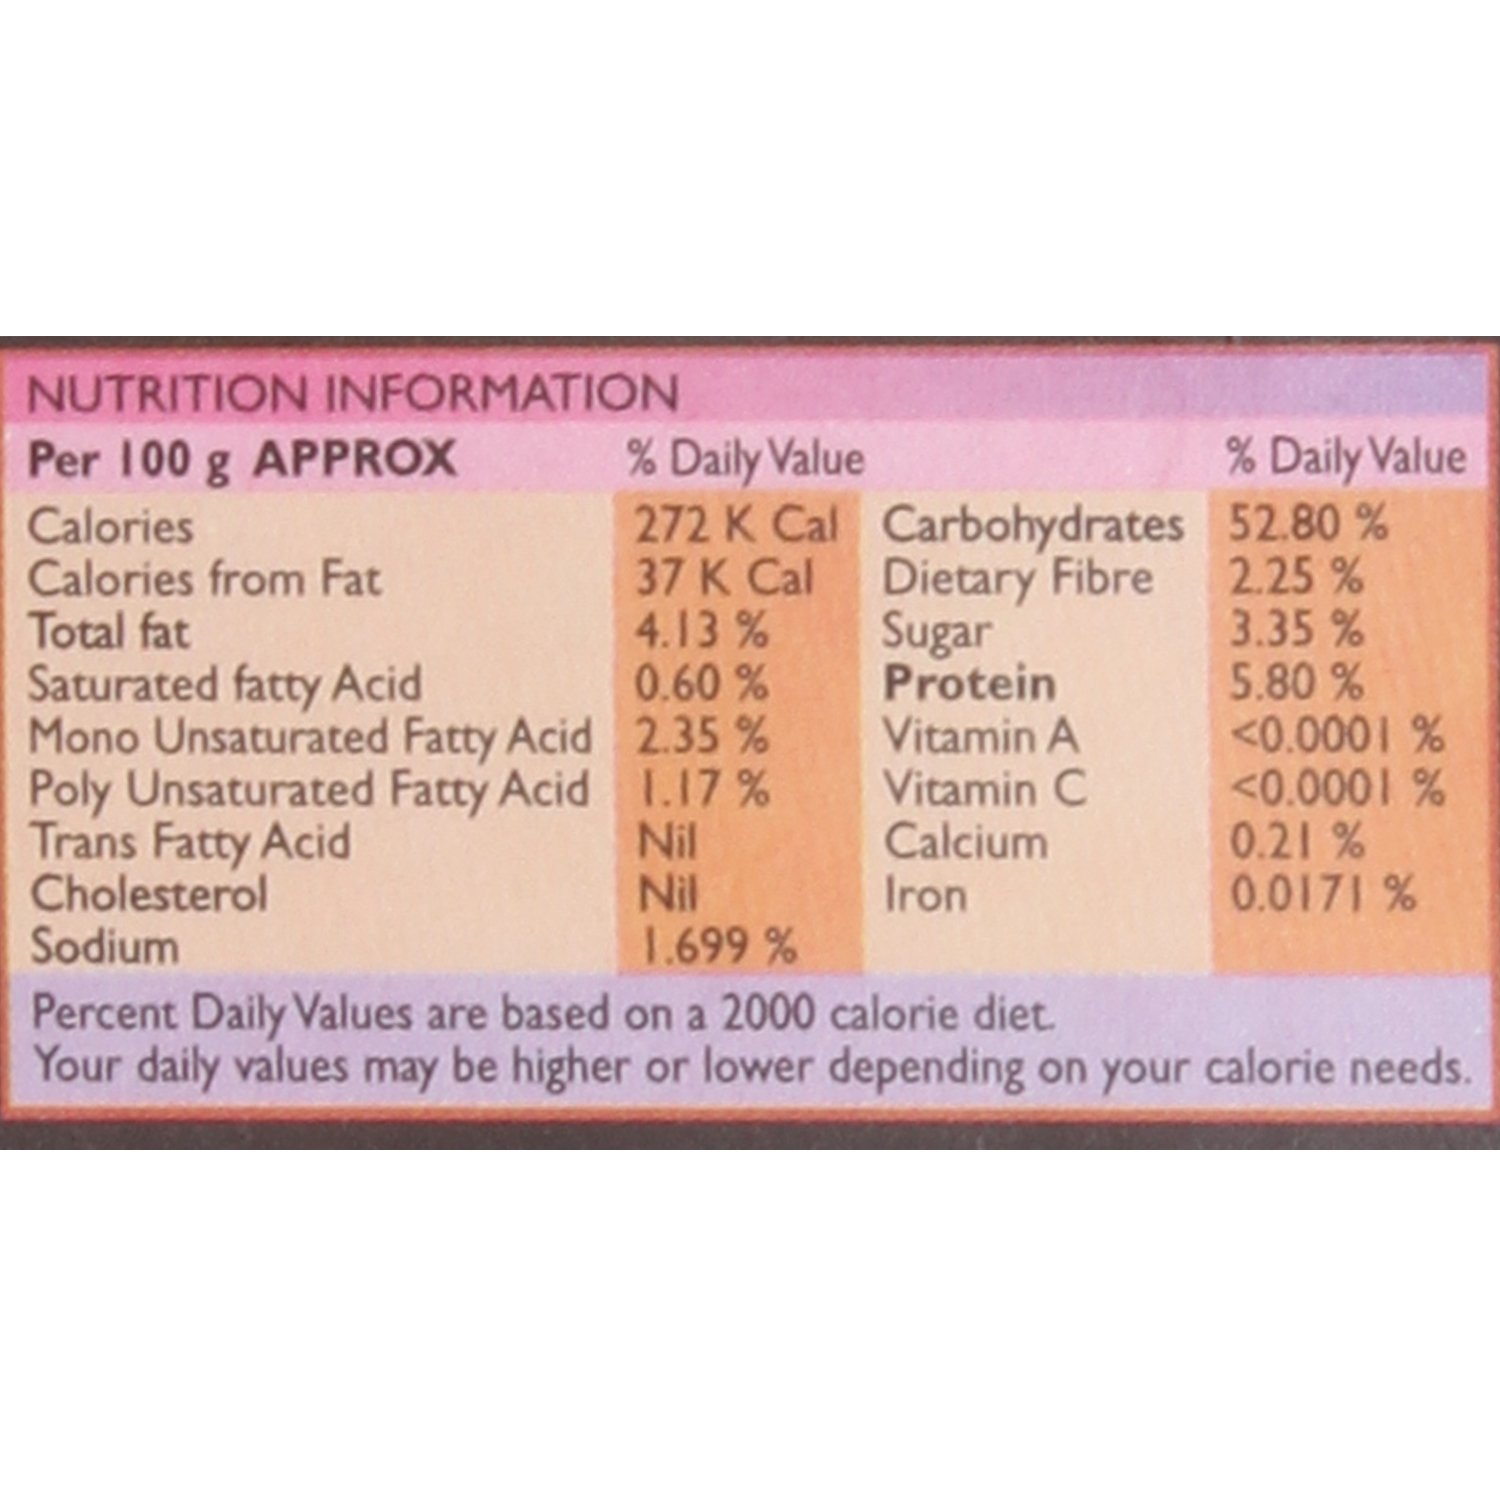 NUTRITION INFORMATION
Per 100 g APPROX % Daily Value % Daily Value
Calories 272 K Cal Carbohydrates 52.80 %
Calories from Fat 37 K Cal Dietary Fibre 2.25 %
Total fat 4.13 % Sugar 3.35 %
Saturated fatty Acid 0.60 % Protein 5.80 %
Mono Unsaturated Fatty Acid 2.35 % Vitamin A <0.0001 %
Poly Unsaturated Fatty Acid 1.17 % Vitamin C <0.0001 %
Trans Fatty Acid Nil Calcium 0.21 %
Cholesterol Nil Iron 0.0171 %
Sodium 1.699 %
Percent Daily Values are based on a 2000 calorie diet.
Your daily values may be higher or lower depending on your calorie needs.